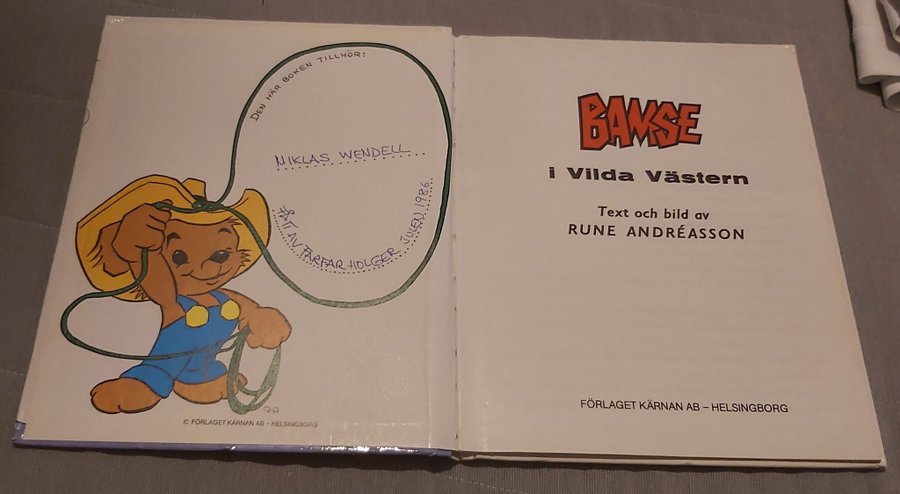 DEN HÄR BOKEN TILLHÖR:
NIKLAS WENDELL
FÅTT AV FARFAR HOLGER JULEN 1986
© FÖRLAGET KÄRNAN AB – HELSINGBORG
BAMSE
i Vilda Västern
Text och bild av
RUNE ANDRÉASSON
FÖRLAGET KÄRNAN AB – HELSINGBORG